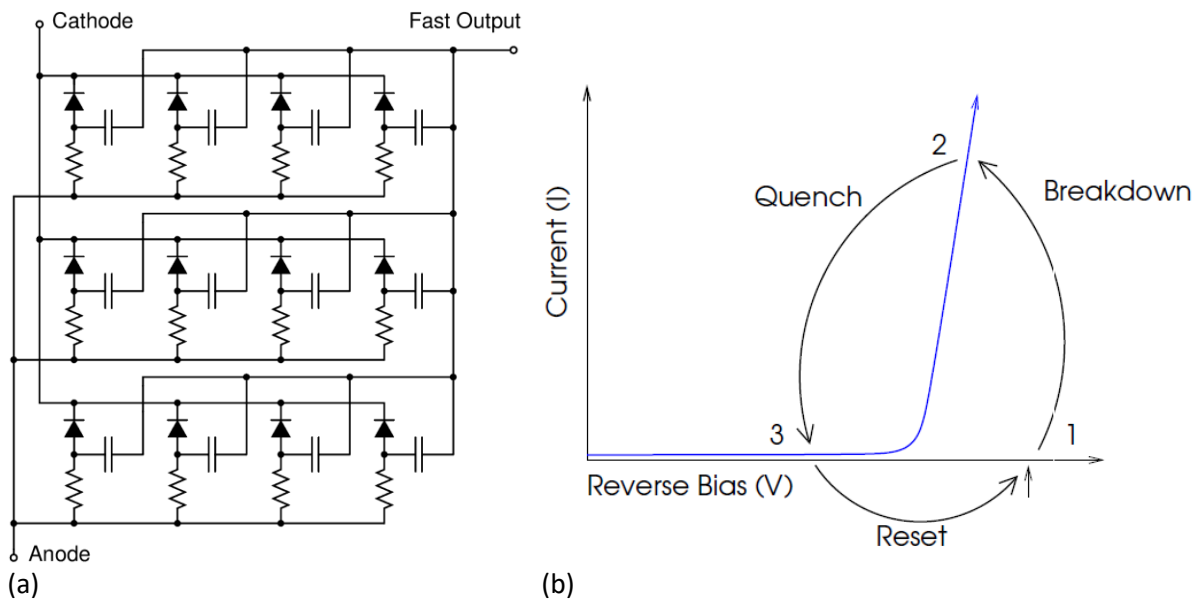 Cathode
Fast Output
Anode
(a)
Current (I)
2
Quench
Breakdown
3
1
Reverse Bias (V)
Reset
(b)